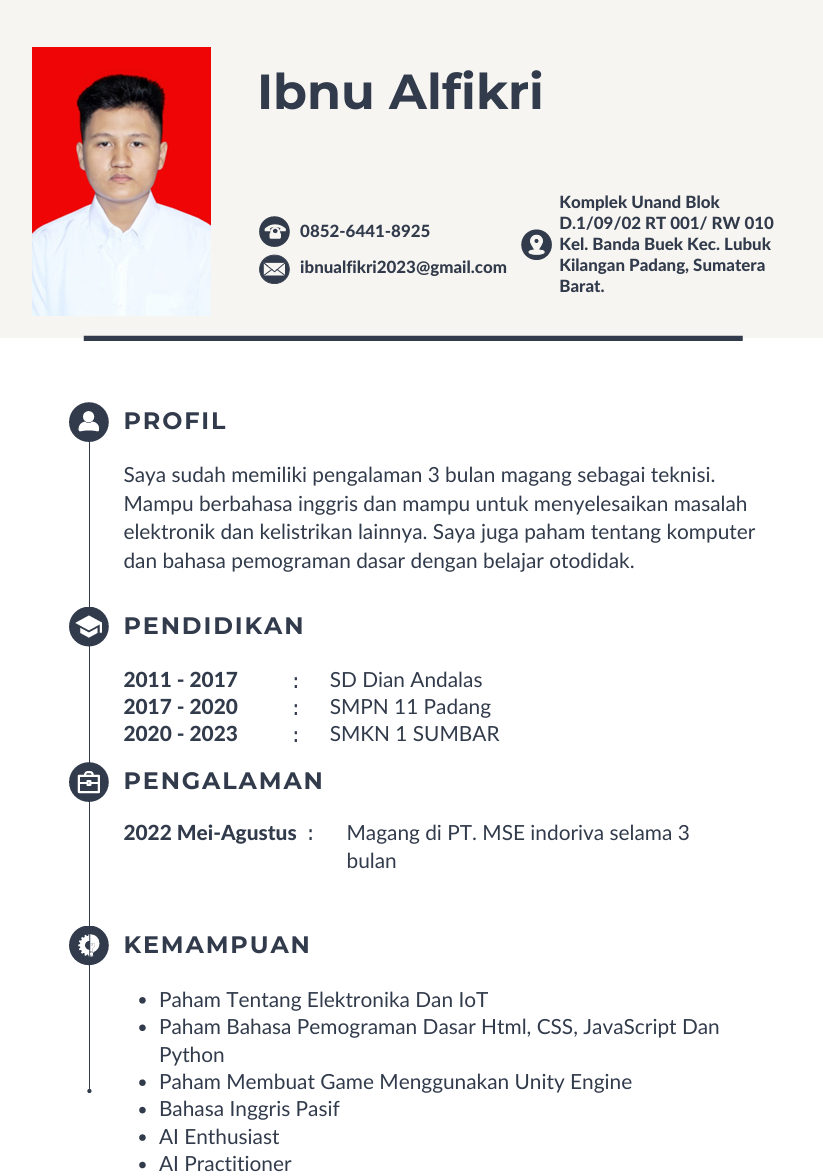 Ibnu Alfikri
0852-6441-8925
ibnualfikri2023@gmail.com
Komplek Unand Blok
D.1/09/02 RT 001/ RW 010
Kel. Banda Buek Kec. Lubuk
Kilangan Padang, Sumatera
Barat.
PROFIL
Saya sudah memiliki pengalaman 3 bulan magang sebagai teknisi.
Mampu berbahasa inggris dan mampu untuk menyelesaikan masalah
elektronik dan kelistrikan lainnya. Saya juga paham tentang komputer
dan bahasa pemograman dasar dengan belajar otodidak.
PENDIDIKAN
2011 - 2017 : SD Dian Andalas
2017 - 2020 : SMPN 11 Padang
2020 - 2023 : SMKN 1 SUMBAR
PENGALAMAN
2022 Mei-Agustus : Magang di PT. MSE indoriva selama 3
bulan
KEMAMPUAN
• Paham Tentang Elektronika Dan IoT
• Paham Bahasa Pemograman Dasar Html, CSS, JavaScript Dan
Python
• Paham Membuat Game Menggunakan Unity Engine
• Bahasa Inggris Pasif
• AI Enthusiast
• AI Practitioner